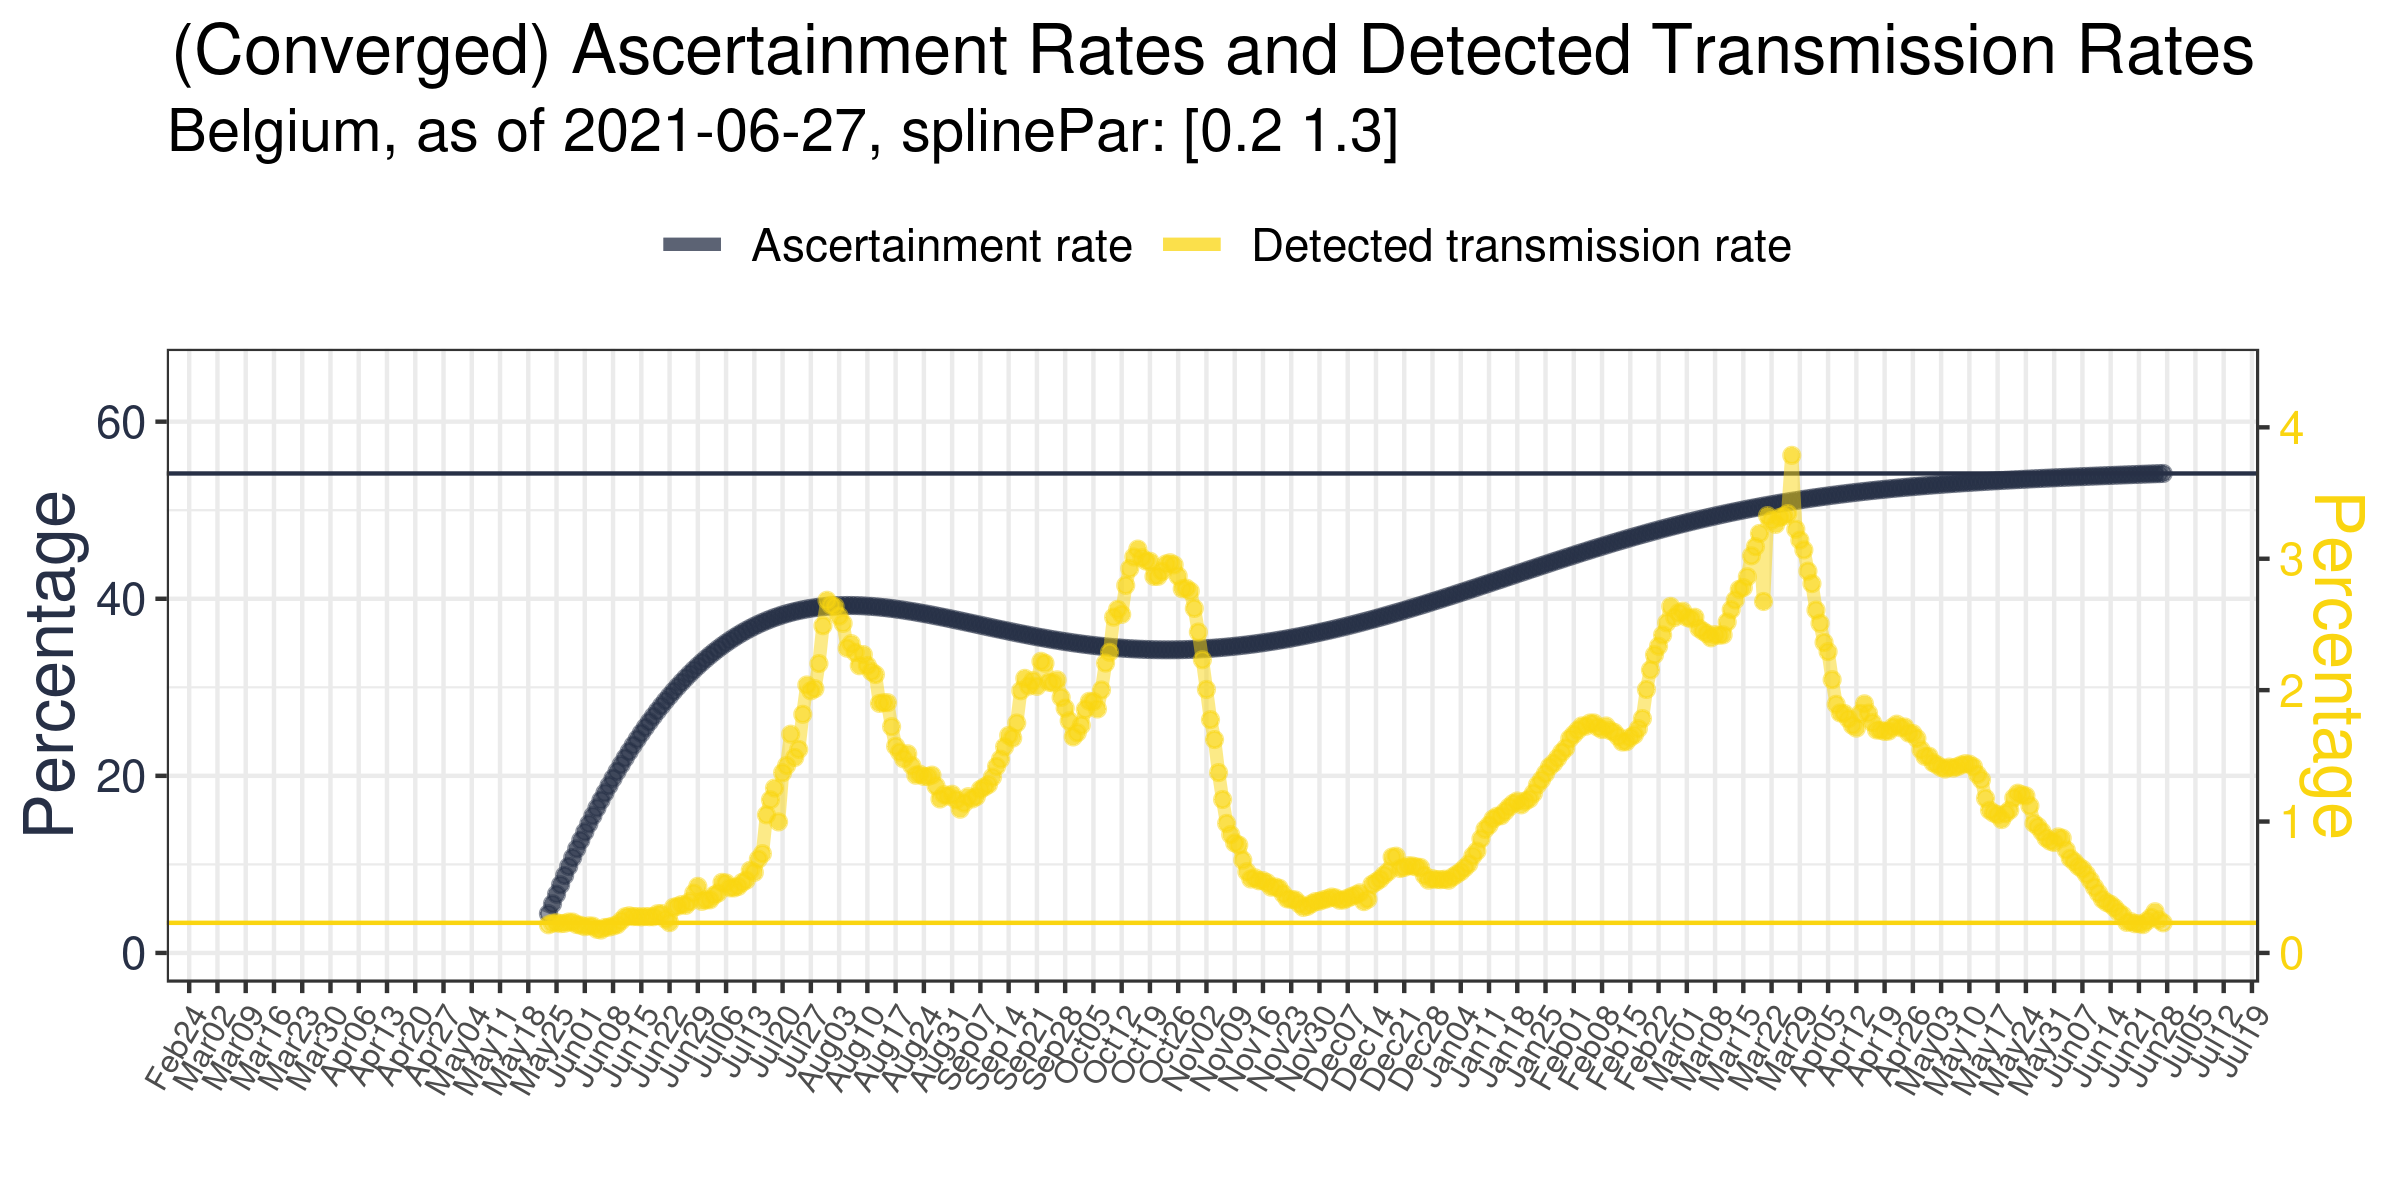 (Converged) Ascertainment Rates and Detected Transmission Rates
Belgium, as of 2021-06-27, splinePar: [0.2 1.3]
Ascertainment rate
Detected transmission rate
Percentage
60
40
20
0
4
3
2
1
0
Percentage
Feb24
Mar02
Mar09
Mar16
Mar23
Mar30
Apr06
Apr13
Apr20
Apr27
May04
May11
May18
May25
Jun01
Jun08
Jun15
Jun22
Jun29
Jul06
Jul13
Jul20
Jul27
Aug03
Aug10
Aug17
Aug24
Aug31
Sep07
Sep14
Sep21
Sep28
Oct05
Oct12
Oct19
Oct26
Nov02
Nov09
Nov16
Nov23
Nov30
Dec07
Dec14
Dec21
Dec28
Jan04
Jan11
Jan18
Jan25
Feb01
Feb08
Feb15
Feb22
Mar01
Mar08
Mar15
Mar22
Mar29
Apr05
Apr12
Apr19
Apr26
May03
May10
May17
May24
May31
Jun07
Jun14
Jun21
Jun28
Jul05
Jul12
Jul19